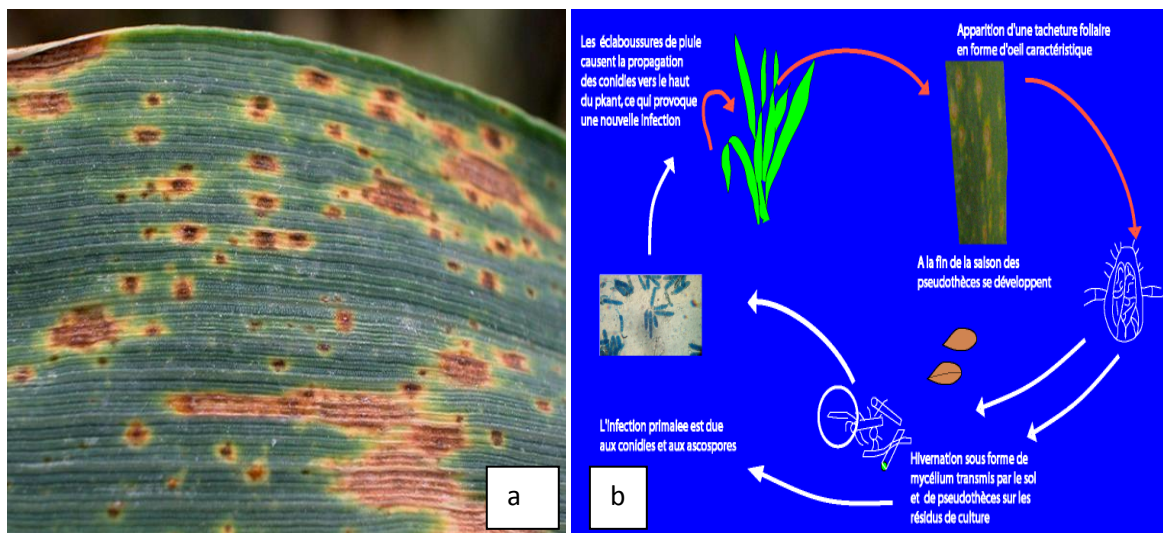 Les éclaboussures de pluie
causent la propagation
des conidies vers le haut
du pkant, ce qui provoque
une nouvelle infection
Apparition d'une tacheture foliaire
en forme d'oeil caractéristique
A la fin de la saison des
pseudothèces se développent
L'infection primalee est due
aux conidies et aux ascospores
Hivernation sous forme de
mycélium transmis par le sol
et de pseudothèces sur les
résidus de culture
a
b